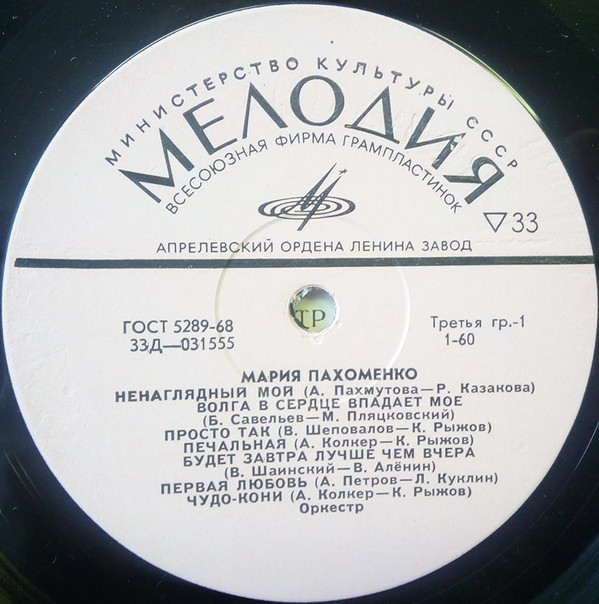 МИНИСТЕРСТВО КУЛЬТУРЫ СССР
МЕЛОДИЯ
ВСЕСОЮЗНАЯ ФИРМА ГРАМПЛАСТИНОК
▽33
АПРЕЛЕВСКИЙ ОРДЕНА ЛЕНИНА ЗАВОД
ТР
ГОСТ 5289-68
33Д—031555
Третья гр.-1
1-60
МАРИЯ ПАХОМЕНКО
НЕНАГЛЯДНЫЙ МОЙ (А. Пахмутова—Р. Казакова)
ВОЛГА В СЕРДЦЕ ВПАДАЕТ МОЕ
(Б. Савельев—М. Пляцковский)
ПРОСТО ТАК (В. Шеповалов—К. Рыжов)
ПЕЧАЛЬНАЯ (А. Колкер—К. Рыжов)
БУДЕТ ЗАВТРА ЛУЧШЕ ЧЕМ ВЧЕРА
(В. Шаинский—В. Алёнин)
ПЕРВАЯ ЛЮБОВЬ (А. Петров—Л. Куклин)
ЧУДО-КОНИ (А. Колкер—К. Рыжов)
Оркестр